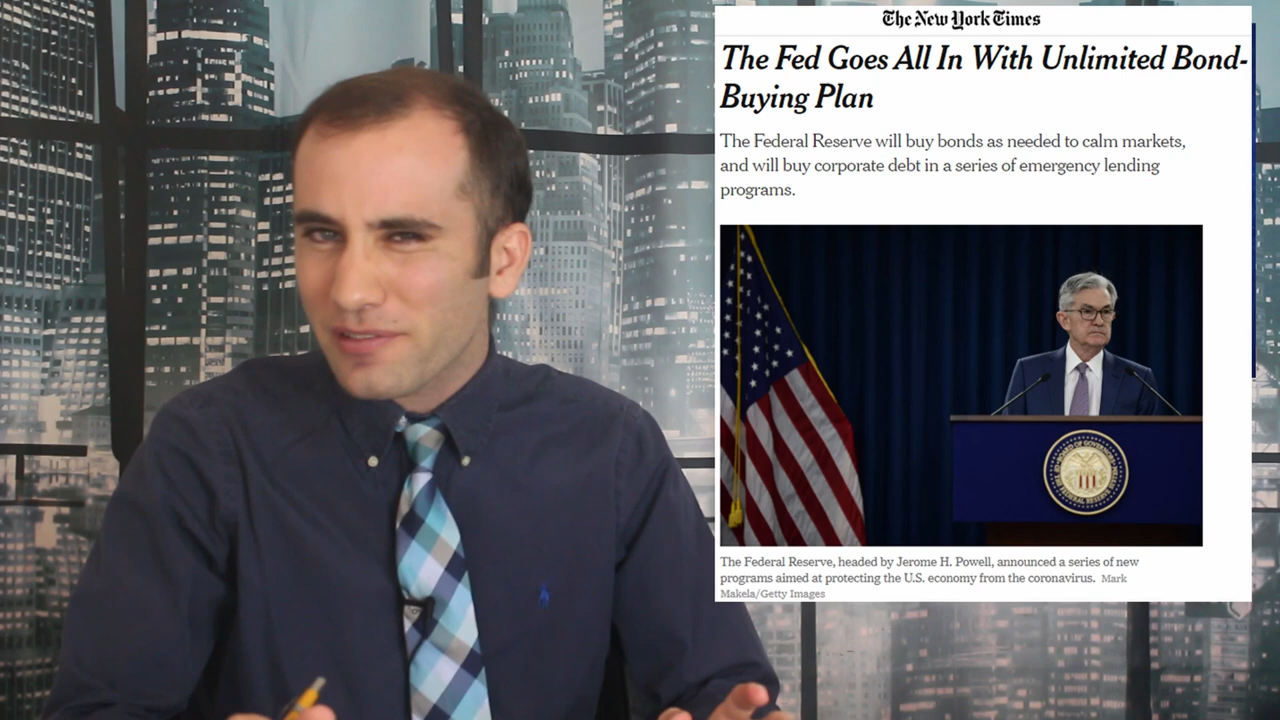 The New York Times
The Fed Goes All In With Unlimited Bond-
Buying Plan
The Federal Reserve will buy bonds as needed to calm markets,
and will buy corporate debt in a series of emergency lending
programs.
The Federal Reserve, headed by Jerome H. Powell, announced a series of new
programs aimed at protecting the U.S. economy from the coronavirus. Mark
Makela/Getty Images